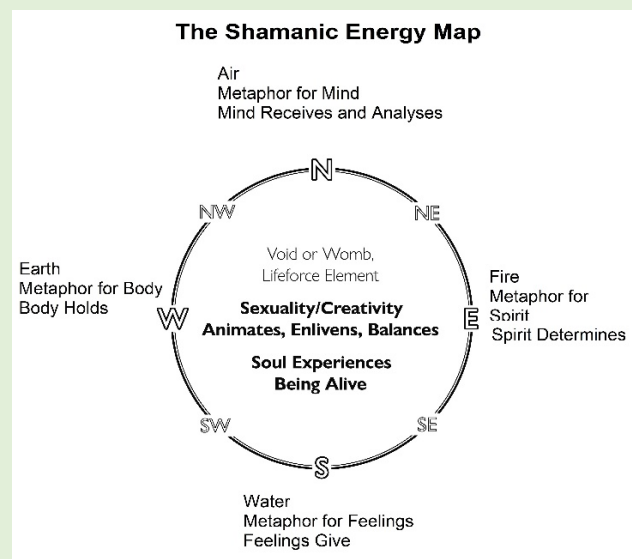 The Shamanic Energy Map
Air
Metaphor for Mind
Mind Receives and Analyses
N
NW
NE
Void or Womb,
Lifeforce Element
Sexuality/Creativity
Animates, Enlivens, Balances
Soul Experiences
Being Alive
Earth
Metaphor for Body
Body Holds
W
E
Fire
Metaphor for
Spirit
Spirit Determines
SW
SE
S
Water
Metaphor for Feelings
Feelings Give